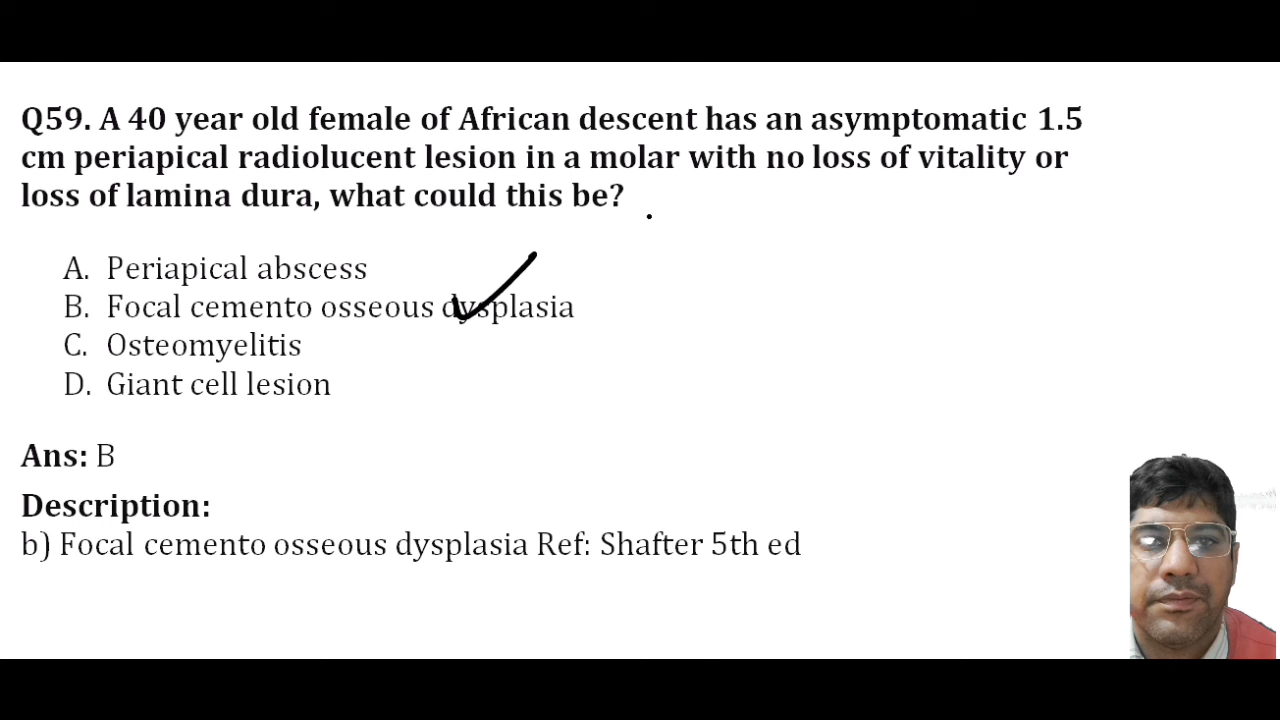 Q59. A 40 year old female of African descent has an asymptomatic 1.5
cm periapical radiolucent lesion in a molar with no loss of vitality or
loss of lamina dura, what could this be?
A. Periapical abscess
B. Focal cemento osseous dysplasia
C. Osteomyelitis
D. Giant cell lesion
Ans: B
Description:
b) Focal cemento osseous dysplasia Ref: Shafter 5th ed